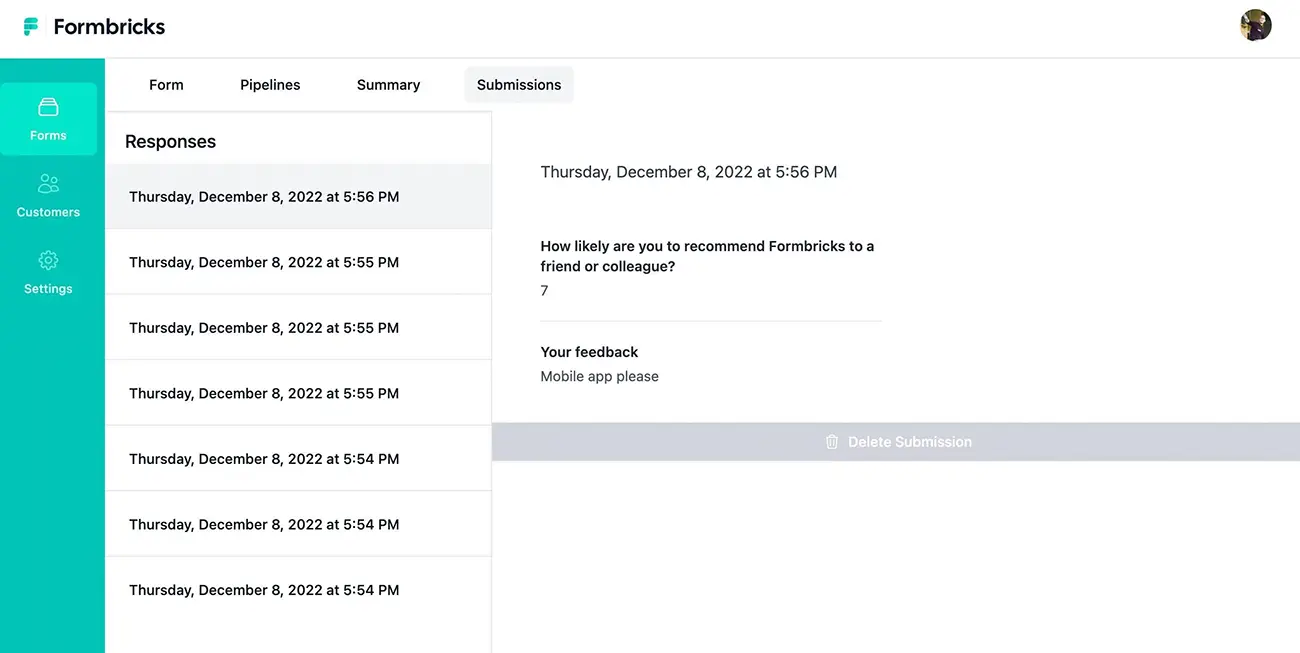 Formbricks
Form
Pipelines
Summary
Submissions
Forms
Customers
Settings
Responses
Thursday, December 8, 2022 at 5:56 PM
Thursday, December 8, 2022 at 5:55 PM
Thursday, December 8, 2022 at 5:55 PM
Thursday, December 8, 2022 at 5:55 PM
Thursday, December 8, 2022 at 5:54 PM
Thursday, December 8, 2022 at 5:54 PM
Thursday, December 8, 2022 at 5:54 PM
Thursday, December 8, 2022 at 5:56 PM
How likely are you to recommend Formbricks to a
friend or colleague?
7
Your feedback
Mobile app please
Delete Submission